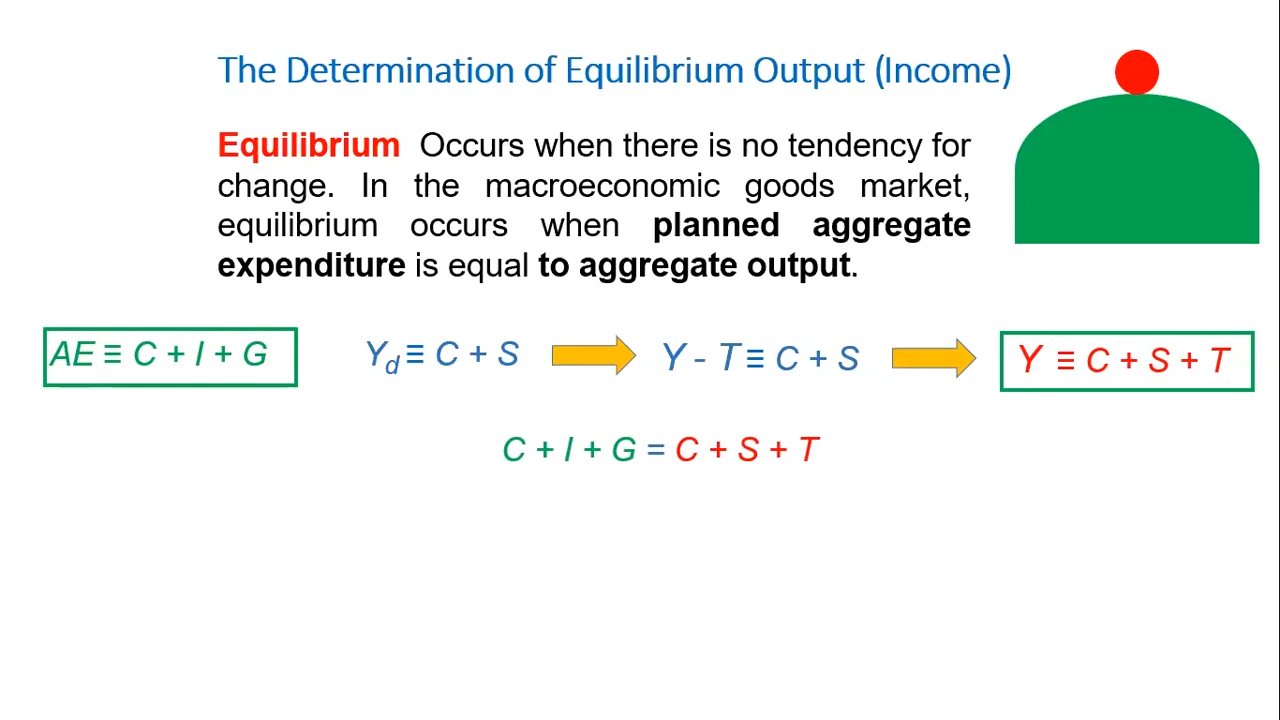 The Determination of Equilibrium Output (Income)
Equilibrium Occurs when there is no tendency for
change. In the macroeconomic goods market,
equilibrium occurs when planned aggregate
expenditure is equal to aggregate output.
AE ≡ C + I + G
Yd ≡ C + S
Y - T ≡ C + S
Y ≡ C + S + T
C + I + G = C + S + T